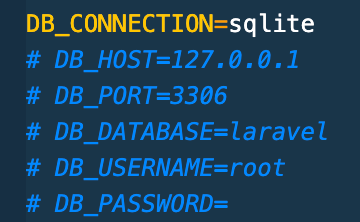 DB_CONNECTION=sqlite
# DB_HOST=127.0.0.1
# DB_PORT=3306
# DB_DATABASE=laravel
# DB_USERNAME=root
# DB_PASSWORD=